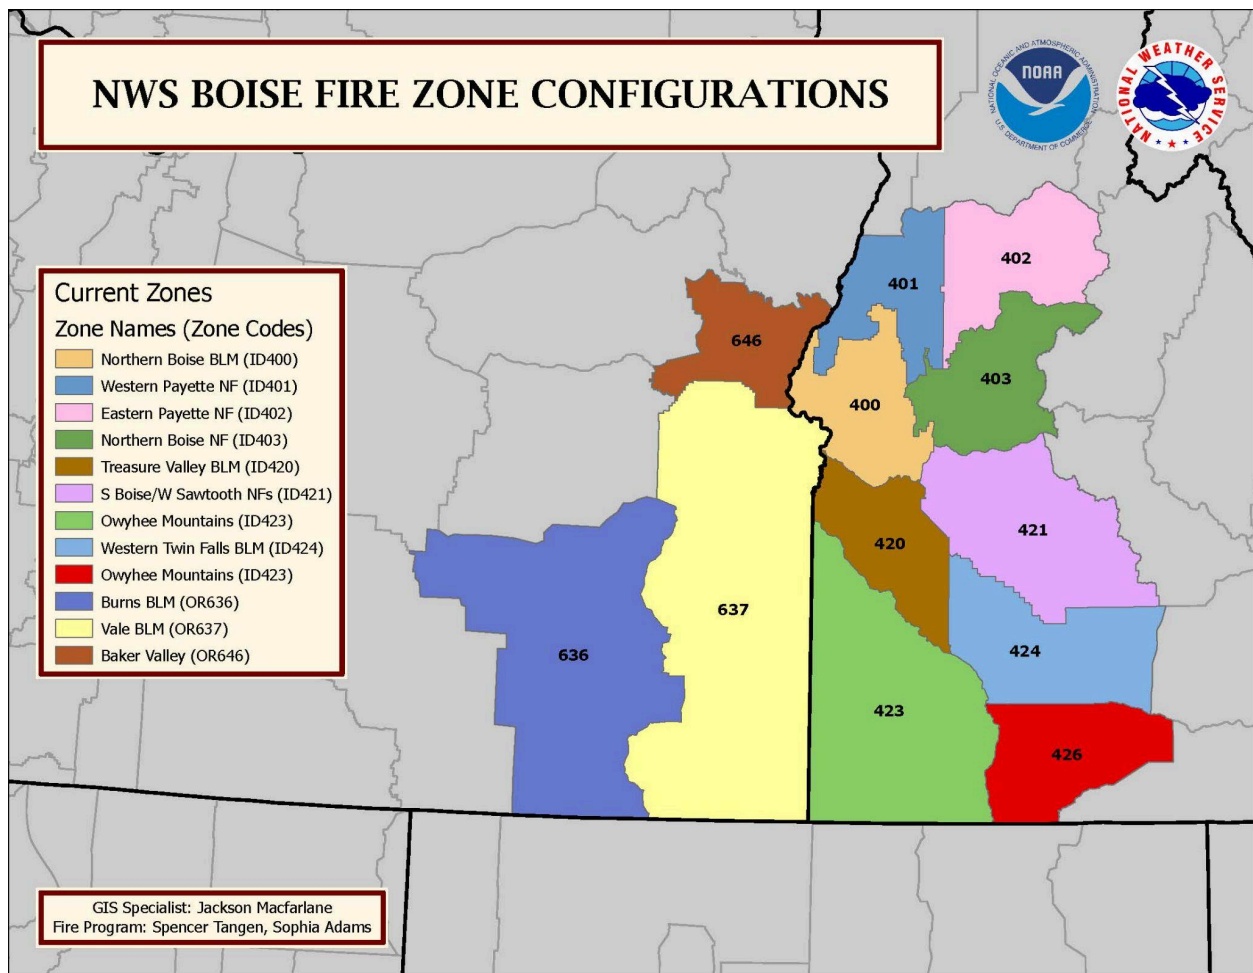 NWS BOISE FIRE ZONE CONFIGURATIONS
NATIONAL OCEANIC AND ATMOSPHERIC ADMINISTRATION
NOAA
U.S. DEPARTMENT OF COMMERCE
NATIONAL WEATHER SERVICE
Current Zones
Zone Names (Zone Codes)
Northern Boise BLM (ID400)
Western Payette NF (ID401)
Eastern Payette NF (ID402)
Northern Boise NF (ID403)
Treasure Valley BLM (ID420)
S Boise/W Sawtooth NFs (ID421)
Owyhee Mountains (ID423)
Western Twin Falls BLM (ID424)
Owyhee Mountains (ID423)
Burns BLM (OR636)
Vale BLM (OR637)
Baker Valley (OR646)
402
401
646
403
400
421
420
637
424
636
423
426
GIS Specialist: Jackson Macfarlane
Fire Program: Spencer Tangen, Sophia Adams